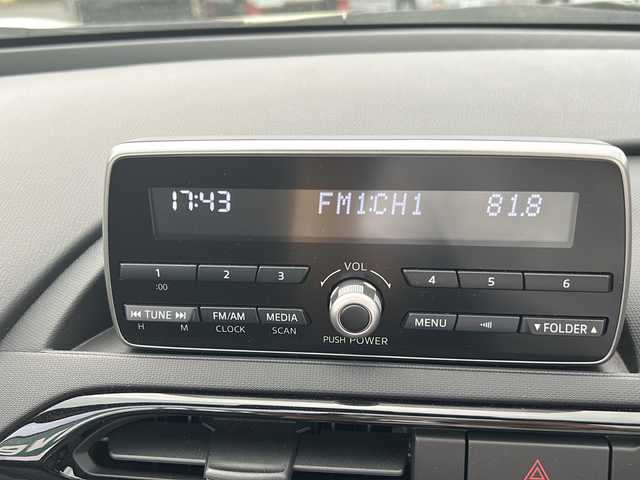 17:43 FM1:CH1 81.8
VOL
1 2 3 4 5 6
:00
TUNE FM/AM MEDIA MENU FOLDER
H M CLOCK SCAN
PUSH POWER